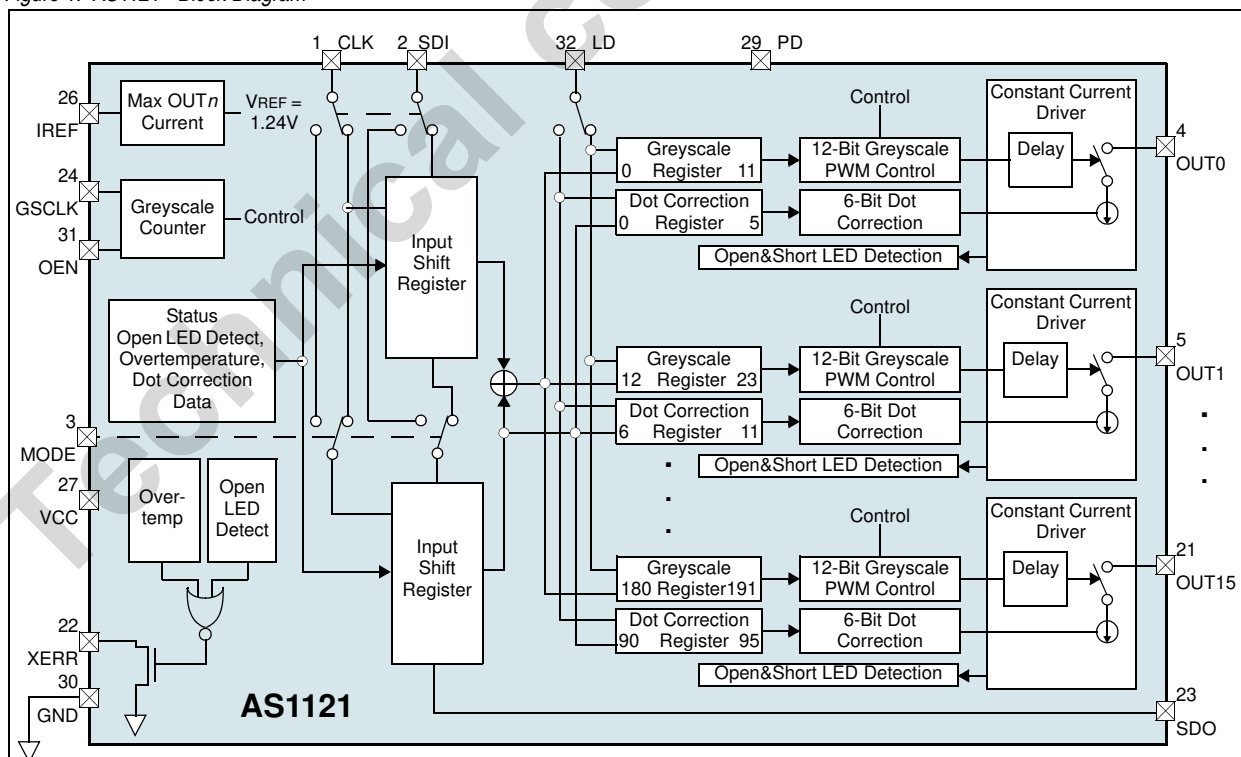 Figure 1. AS1121 - Block Diagram
1 CLK
2 SDI
32 LD
29 PD
26
IREF
Max OUTn
Current
VREF =
1.24V
24
GSCLK
31
OEN
Greyscale
Counter
Control
Status
Open LED Detect,
Overtemperature,
Dot Correction
Data
3
MODE
27
VCC
Over-
temp
Open
LED
Detect
22
XERR
30
GND
AS1121
Input
Shift
Register
Input
Shift
Register
Greyscale
0 Register 11
Dot Correction
0 Register 5
Control
12-Bit Greyscale
PWM Control
6-Bit Dot
Correction
Open&Short LED Detection
Constant Current
Driver
Delay
4
OUT0
Greyscale
12 Register 23
Dot Correction
6 Register 11
Control
12-Bit Greyscale
PWM Control
6-Bit Dot
Correction
Open&Short LED Detection
Constant Current
Driver
Delay
5
OUT1
Greyscale
180 Register191
Dot Correction
90 Register 95
Control
12-Bit Greyscale
PWM Control
6-Bit Dot
Correction
Open&Short LED Detection
Constant Current
Driver
Delay
21
OUT15
23
SDO
Technical co